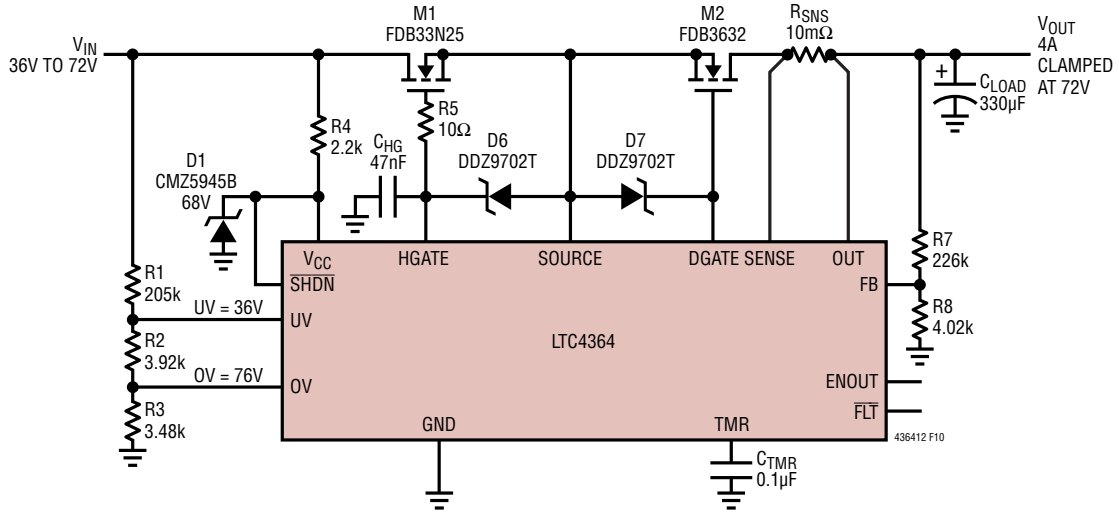 V_IN
36V TO 72V
M1
FDB33N25
M2
FDB3632
R_SNS
10mΩ
V_OUT
4A
CLAMPED
AT 72V
+
C_LOAD
330µF
R4
2.2k
R5
10Ω
C_HG
47nF
D6
DDZ9702T
D7
DDZ9702T
D1
CMZ5945B
68V
V_CC
HGATE
SOURCE
DGATE
SENSE
OUT
SHDN
FB
R7
226k
R1
205k
UV = 36V
UV
R8
4.02k
LTC4364
R2
3.92k
OV = 76V
OV
ENOUT
R3
3.48k
FLT
GND
TMR
436412 F10
C_TMR
0.1µF